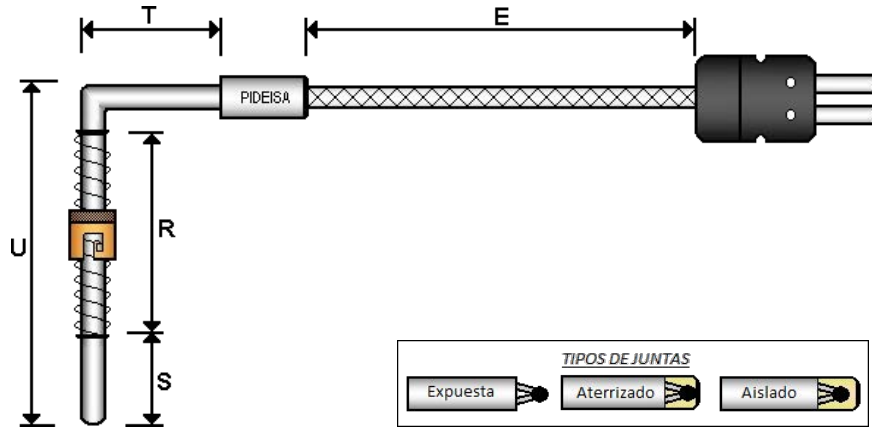 T
E
PIDEISA
U
R
S
TIPOS DE JUNTAS
Expuesta
Aterrizado
Aislado